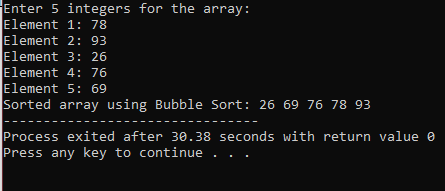 Enter 5 integers for the array:
Element 1: 78
Element 2: 93
Element 3: 26
Element 4: 76
Element 5: 69
Sorted array using Bubble Sort: 26 69 76 78 93
--------------------------------
Process exited after 30.38 seconds with return value 0
Press any key to continue . . .